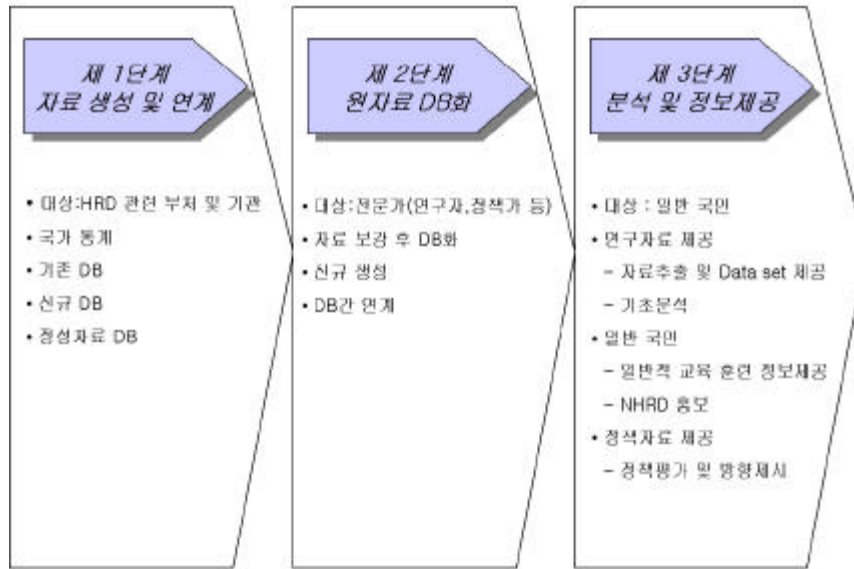 제 1단계
자료 생성 및 연계
• 대상:HRD 관련 부처 및 기관
• 국가 통계
• 기존 DB
• 신규 DB
• 정성자료 DB
제 2단계
원자료 DB화
• 대상:전문가(연구자,정책가 등)
• 자료 보강 후 DB화
• 신규 생성
• DB간 연계
제 3단계
분석 및 정보제공
• 대상 : 일반 국민
• 연구자료 제공
– 자료추출 및 Data set 제공
– 기초분석
• 일반 국민
– 일반적 교육 훈련 정보제공
– NHRD 홍보
• 정책자료 제공
– 정책평가 및 방향제시